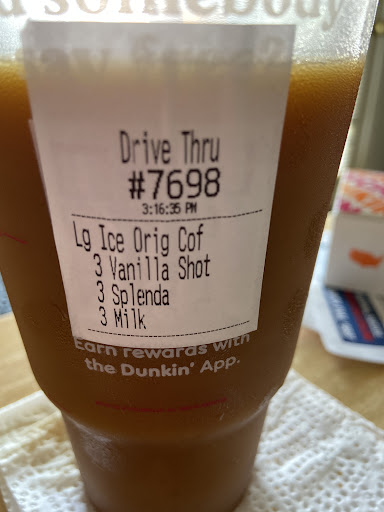 somebody
Drive Thru
#7698
3:16:35 PM
Lg Ice Orig Cof
3 Vanilla Shot
3 Splenda
3 Milk
Earn rewards with
the Dunkin' App.